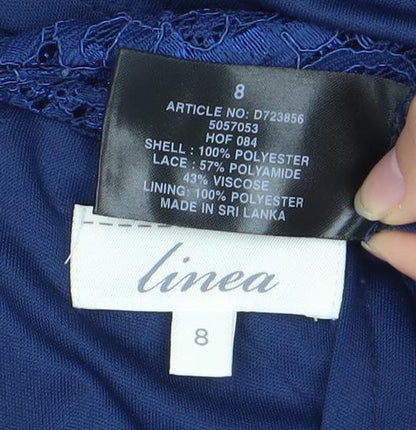 8
ARTICLE NO: D723856
5057053
HOF 084
SHELL : 100% POLYESTER
LACE : 57% POLYAMIDE
43% VISCOSE
LINING: 100% POLYESTER
MADE IN SRI LANKA
linea
8